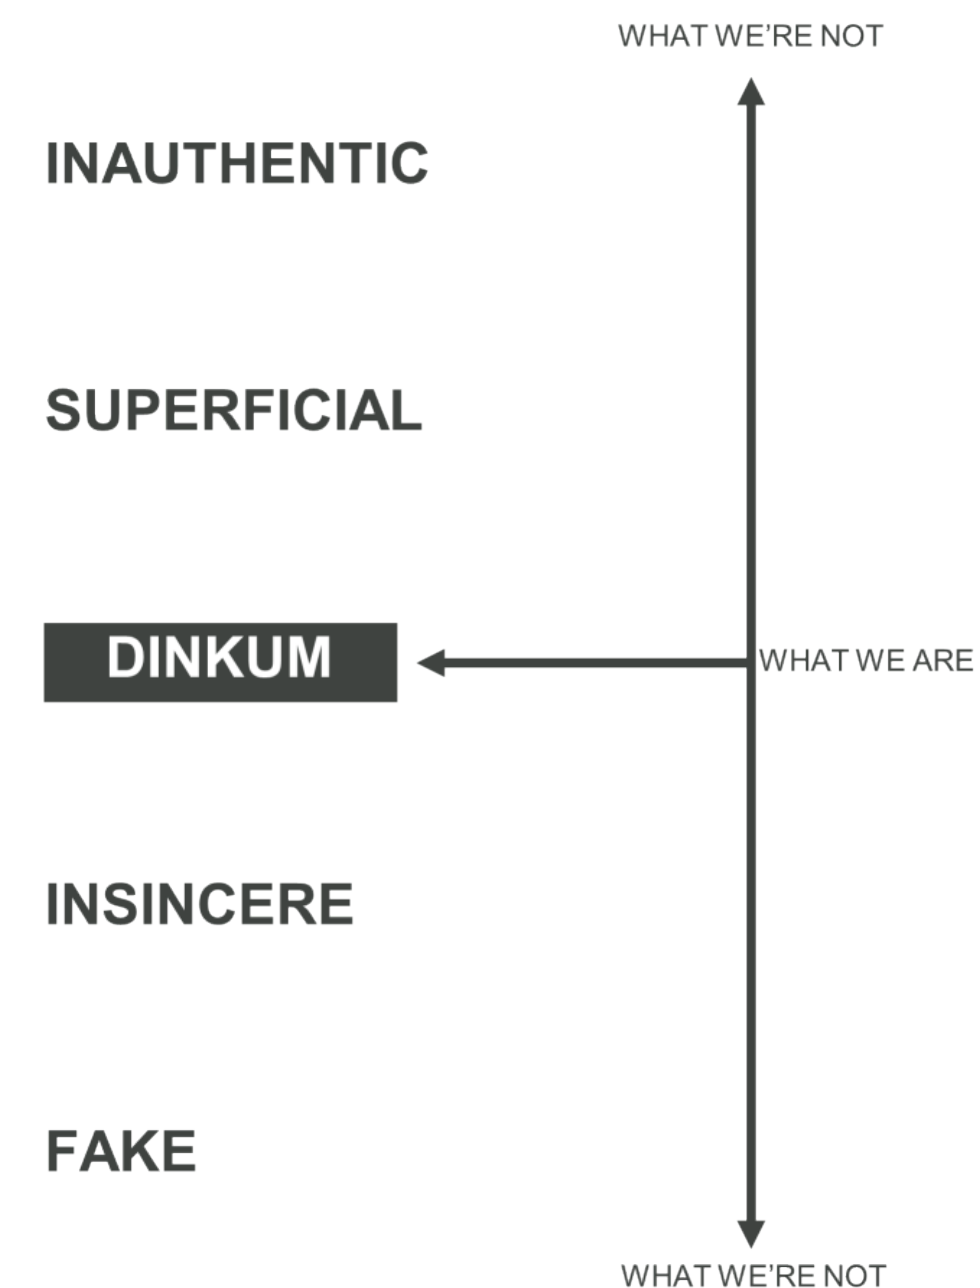 WHAT WE’RE NOT
INAUTHENTIC
SUPERFICIAL
DINKUM
WHAT WE ARE
INSINCERE
FAKE
WHAT WE’RE NOT